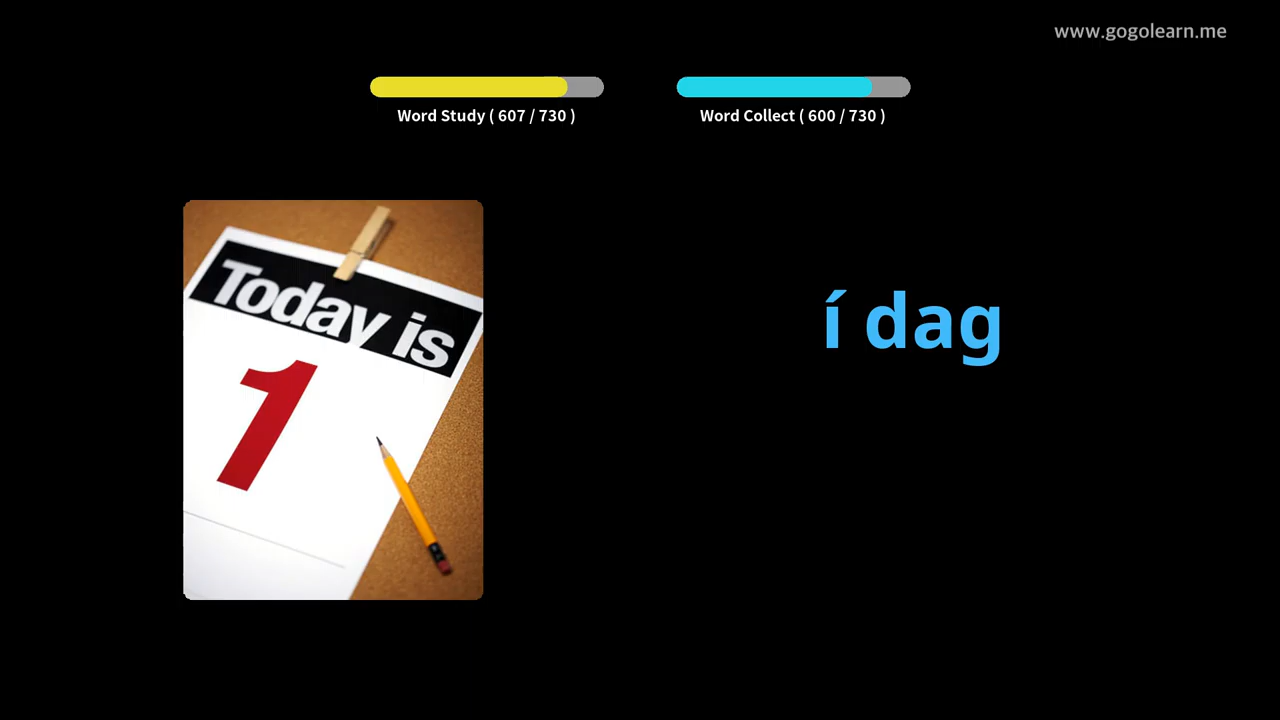 www.gogolearn.me
Word Study ( 607 / 730 )
Word Collect ( 600 / 730 )
Today is
1
í dag